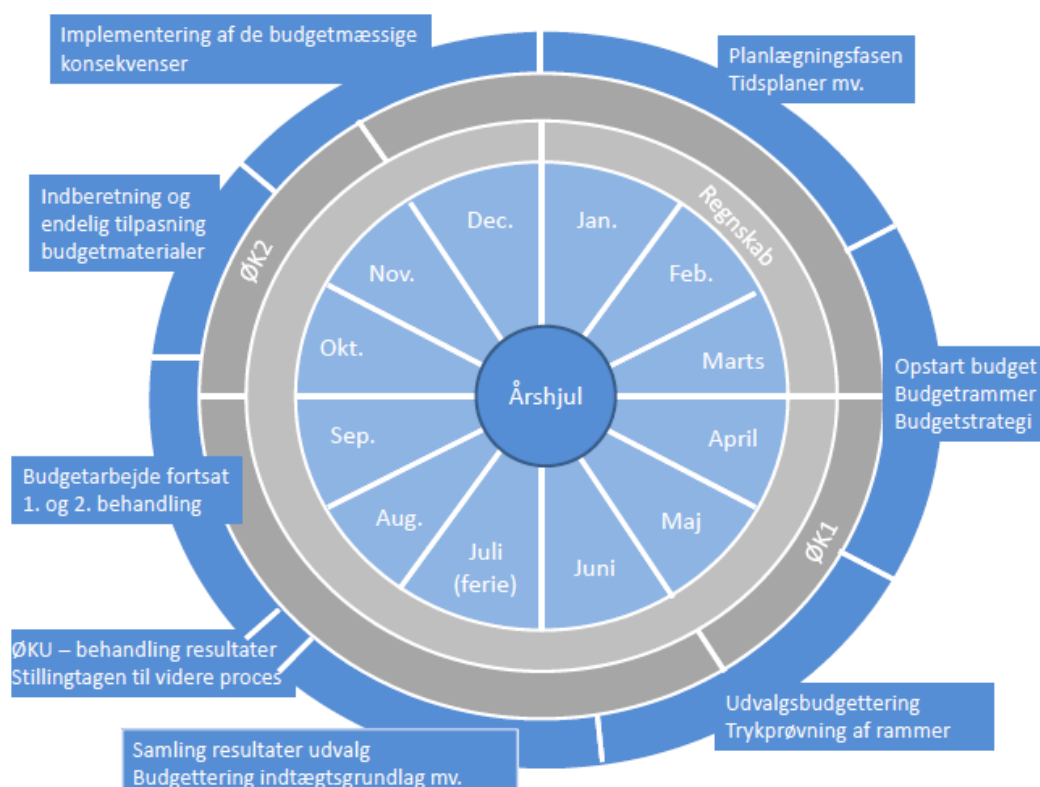 Implementering af de budgetmæssige
konsekvenser
Planlægningsfasen
Tidsplaner mv.
Indberetning og
endelig tilpasning
budgetmaterialer
Dec.
Jan.
Regnskab
ØK2
Nov.
Feb.
Okt.
Marts
Årshjul
Opstart budget
Budgetrammer
Budgetstrategi
Sep.
April
Budgetarbejde fortsat
1. og 2. behandling
Aug.
Maj
Juli
(ferie)
Juni
ØK1
ØKU – behandling resultater
Stillingtagen til videre proces
Udvalgsbudgettering
Trykprøvning af rammer
Samling resultater udvalg
Budgettering indtægtsgrundlag mv.